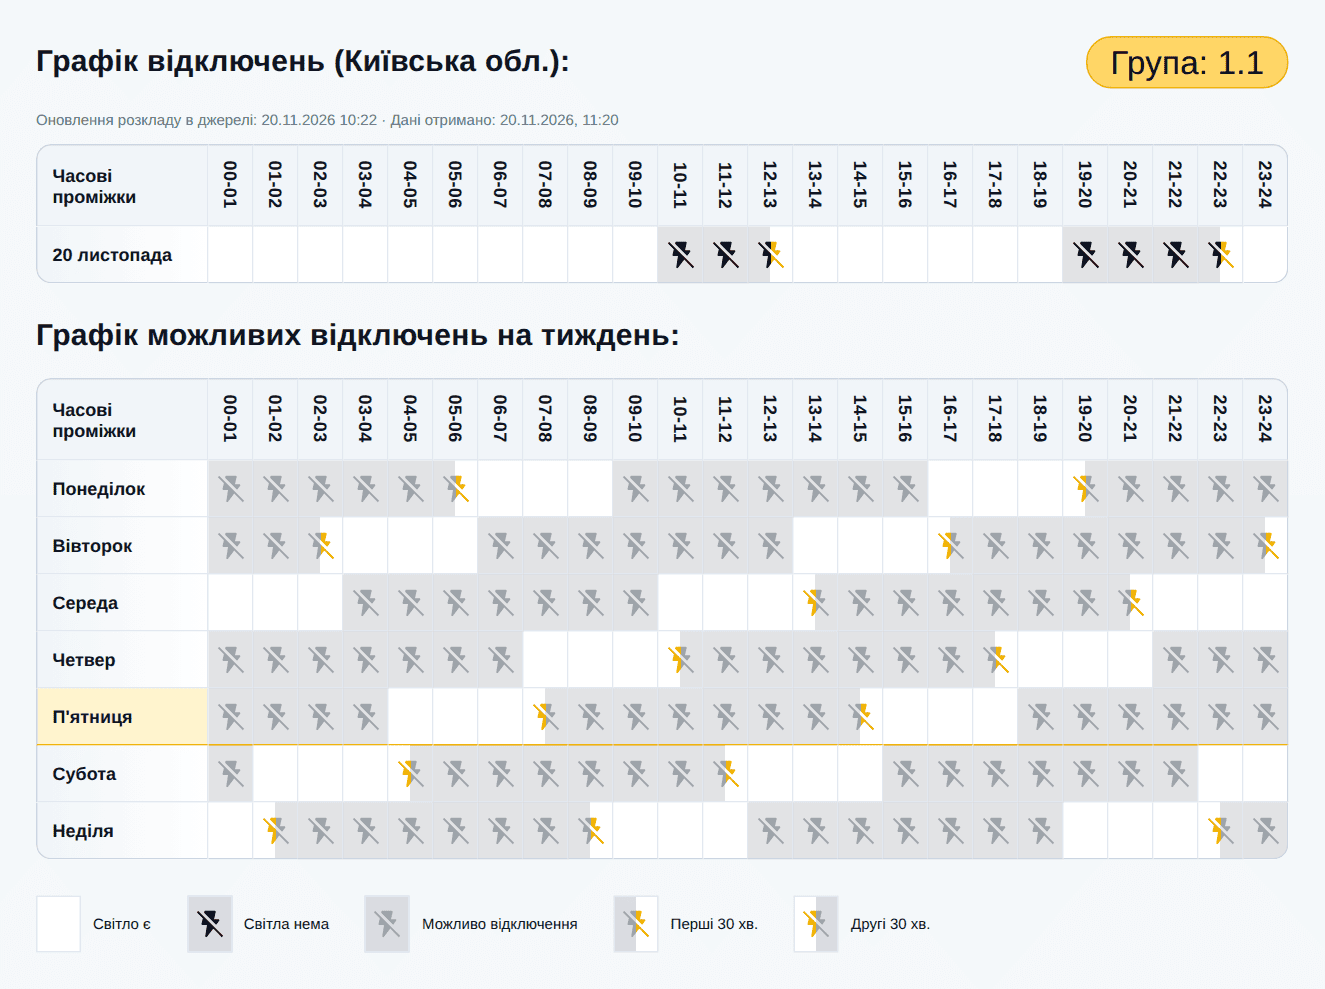 Графік відключень (Київська обл.):
Група: 1.1
Оновлення розкладу в джерелі: 20.11.2026 10:22 · Дані отримано: 20.11.2026, 11:20
Часові проміжки 00-01 01-02 02-03 03-04 04-05 05-06 06-07 07-08 08-09 09-10 10-11 11-12 12-13 13-14 14-15 15-16 16-17 17-18 18-19 19-20 20-21 21-22 22-23 23-24
20 листопада
Графік можливих відключень на тиждень:
Часові проміжки 00-01 01-02 02-03 03-04 04-05 05-06 06-07 07-08 08-09 09-10 10-11 11-12 12-13 13-14 14-15 15-16 16-17 17-18 18-19 19-20 20-21 21-22 22-23 23-24
Понеділок
Вівторок
Середа
Четвер
П'ятниця
Субота
Неділя
Світло є Світла нема Можливо відключення Перші 30 хв. Другі 30 хв.